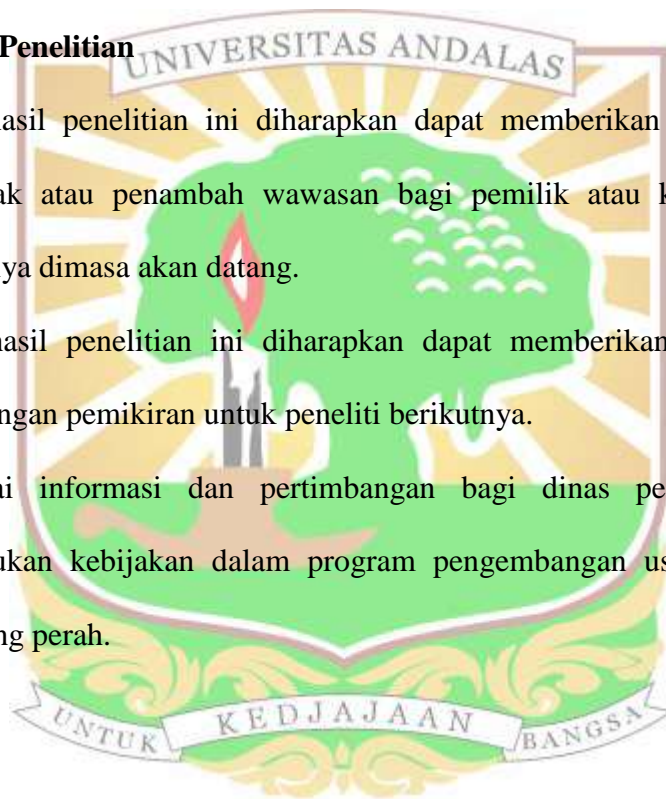 Penelitian
UNIVERSITAS ANDALAS
hasil penelitian ini diharapkan dapat memberikan
ak atau penambah wawasan bagi pemilik atau k
ya dimasa akan datang.
hasil penelitian ini diharapkan dapat memberikan
ngan pemikiran untuk peneliti berikutnya.
ai informasi dan pertimbangan bagi dinas pe
ukan kebijakan dalam program pengembangan us
ng perah.
UNTUK KEDJAJAAN BANGSA